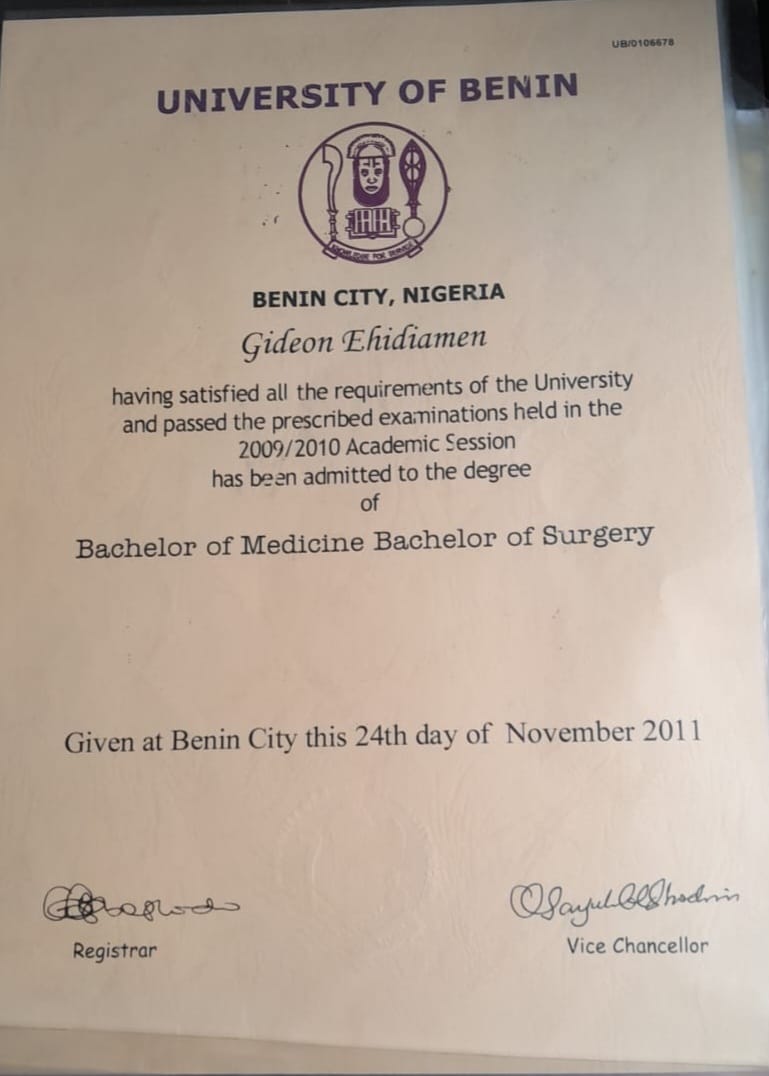 UB/0106678
UNIVERSITY OF BENIN
KNOWLEDGE FOR SERVICE
BENIN CITY, NIGERIA
Gideon Ehidiamen
having satisfied all the requirements of the University
and passed the prescribed examinations held in the
2009/2010 Academic Session
has been admitted to the degree
of
Bachelor of Medicine Bachelor of Surgery
Given at Benin City this 24th day of November 2011
Registrar
Vice Chancellor